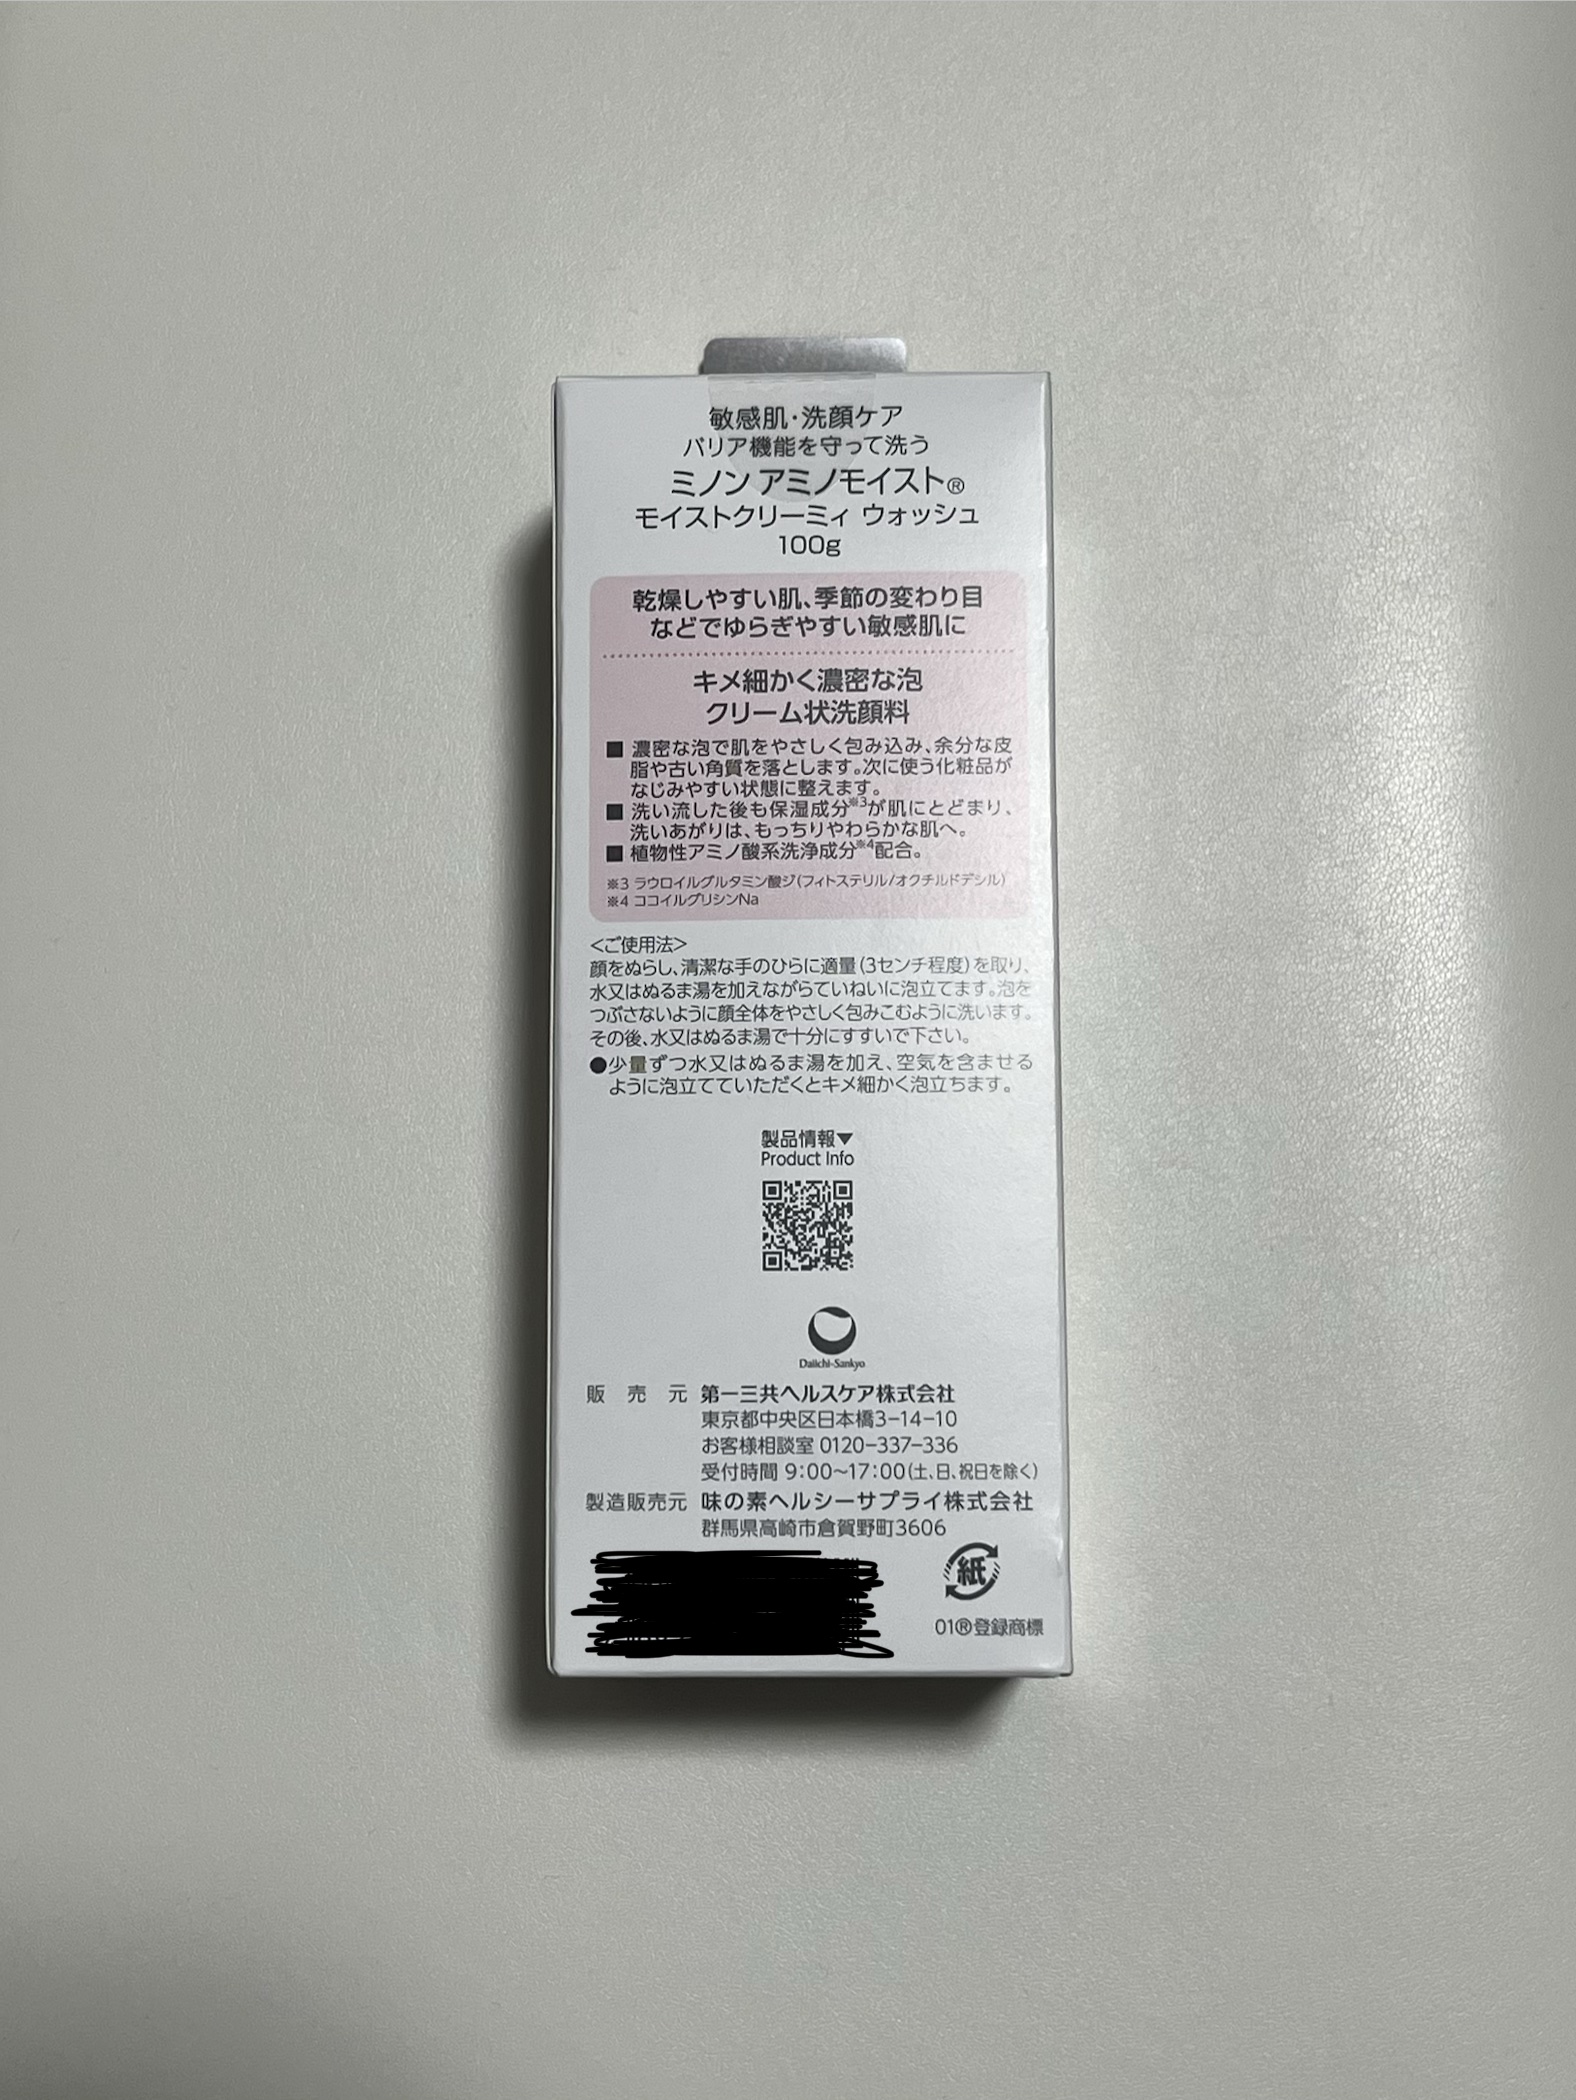 敏感肌・洗顔ケア
バリア機能を守って洗う
ミノン アミノモイスト®
モイストクリーミィ ウォッシュ
100g
乾燥しやすい肌、季節の変わり目
などでゆらぎやすい敏感肌に
キメ細かく濃密な泡
クリーム状洗顔料
■ 濃密な泡で肌をやさしく包み込み、余分な皮
脂や古い角質を落とします。次に使う化粧品が
なじみやすい状態に整えます。
■ 洗い流した後も保湿成分※3が肌にとどまり、
洗いあがりは、もっちりやわらかな肌へ。
■ 植物性アミノ酸系洗浄成分※4配合。
※3 ラウロイルグルタミン酸ジ(フィトステリル/オクチルドデシル)
※4 ココイルグリシンNa
<ご使用法>
顔をぬらし、清潔な手のひらに適量(3センチ程度)を取り、
水又はぬるま湯を加えながらていねいに泡立てます。泡を
つぶさないように顔全体をやさしく包みこむように洗います。
その後、水又はぬるま湯で十分にすすいで下さい。
●少量ずつ水又はぬるま湯を加え、空気を含ませる
ように泡立てていただくとキメ細かく泡立ちます。
製品情報▼
Product Info
Daiichi-Sankyo
販売元 第一三共ヘルスケア株式会社
東京都中央区日本橋3-14-10
お客様相談室 0120-337-336
受付時間 9:00~17:00(土、日、祝日を除く)
製造販売元 味の素ヘルシーサプライ株式会社
群馬県高崎市倉賀野町3606
紙
01®登録商標